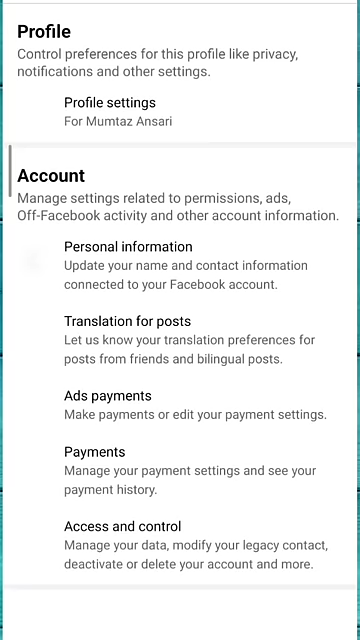 Profile
Control preferences for this profile like privacy,
notifications and other settings.
Profile settings
For Mumtaz Ansari
Account
Manage settings related to permissions, ads,
Off-Facebook activity and other account information.
Personal information
Update your name and contact information
connected to your Facebook account.
Translation for posts
Let us know your translation preferences for
posts from friends and bilingual posts.
Ads payments
Make payments or edit your payment settings.
Payments
Manage your payment settings and see your
payment history.
Access and control
Manage your data, modify your legacy contact,
deactivate or delete your account and more.